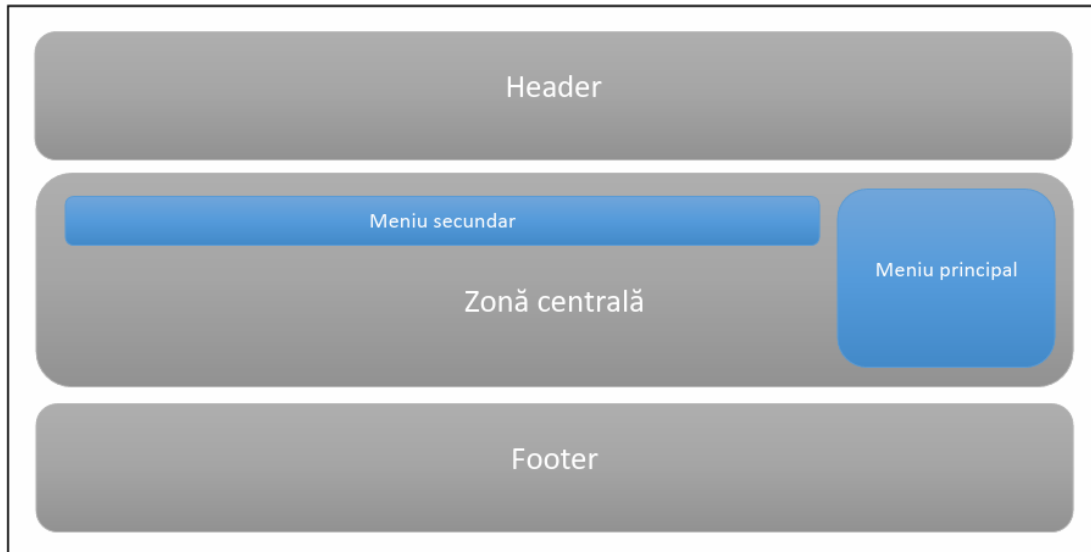 Header
Meniu secundar
Meniu principal
Zonă centrală
Footer